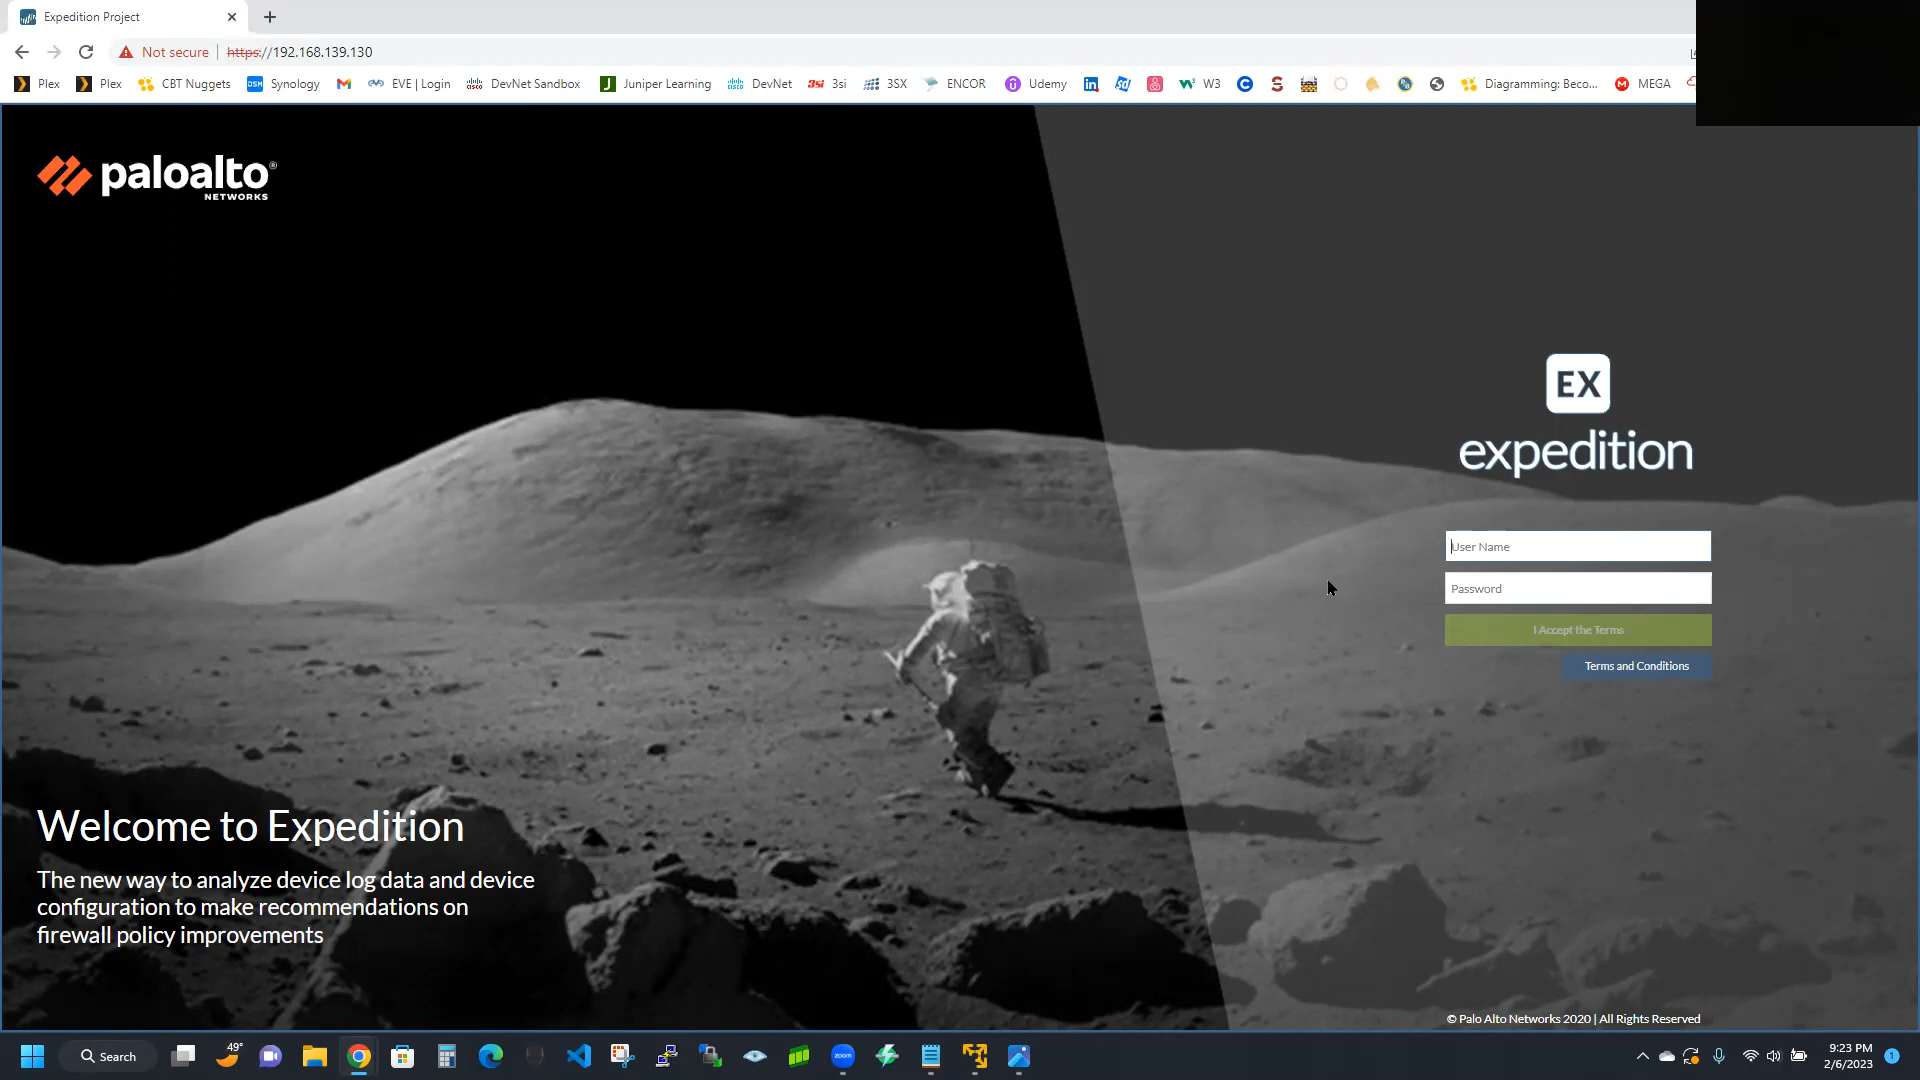 Expedition Project
Not secure
https://192.168.139.130
Plex
Plex
CBT Nuggets
DSM
Synology
EVE | Login
DevNet Sandbox
Juniper Learning
DevNet
3si
3SX
ENCOR
Udemy
W3
Diagramming: Beco...
MEGA
paloalto®
NETWORKS
EX
expedition
User Name
Password
I Accept the Terms
Terms and Conditions
Welcome to Expedition
The new way to analyze device log data and device
configuration to make recommendations on
firewall policy improvements
© Palo Alto Networks 2020 | All Rights Reserved
Search
49°
zoom
9:23 PM
2/6/2023
1